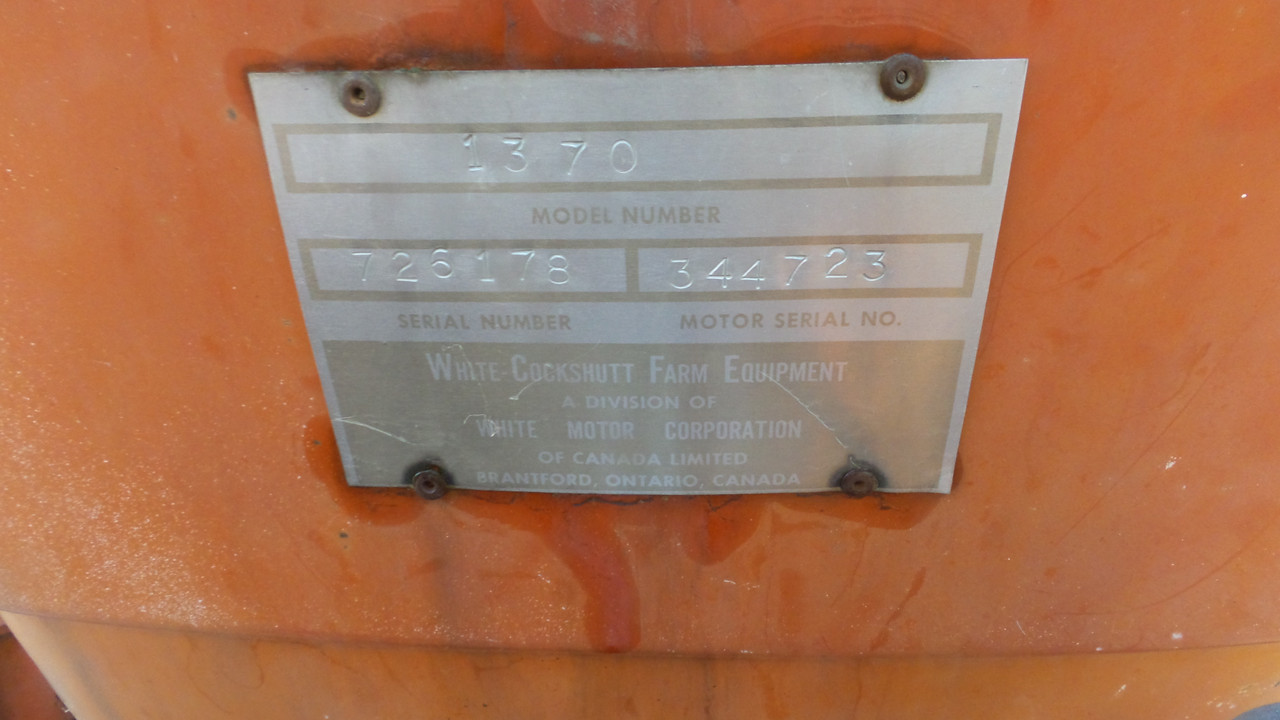 1370
MODEL NUMBER
726178 344723
SERIAL NUMBER MOTOR SERIAL NO.
WHITE-COCKSHUTT FARM EQUIPMENT
A DIVISION OF
WHITE MOTOR CORPORATION
OF CANADA LIMITED
BRANTFORD, ONTARIO, CANADA